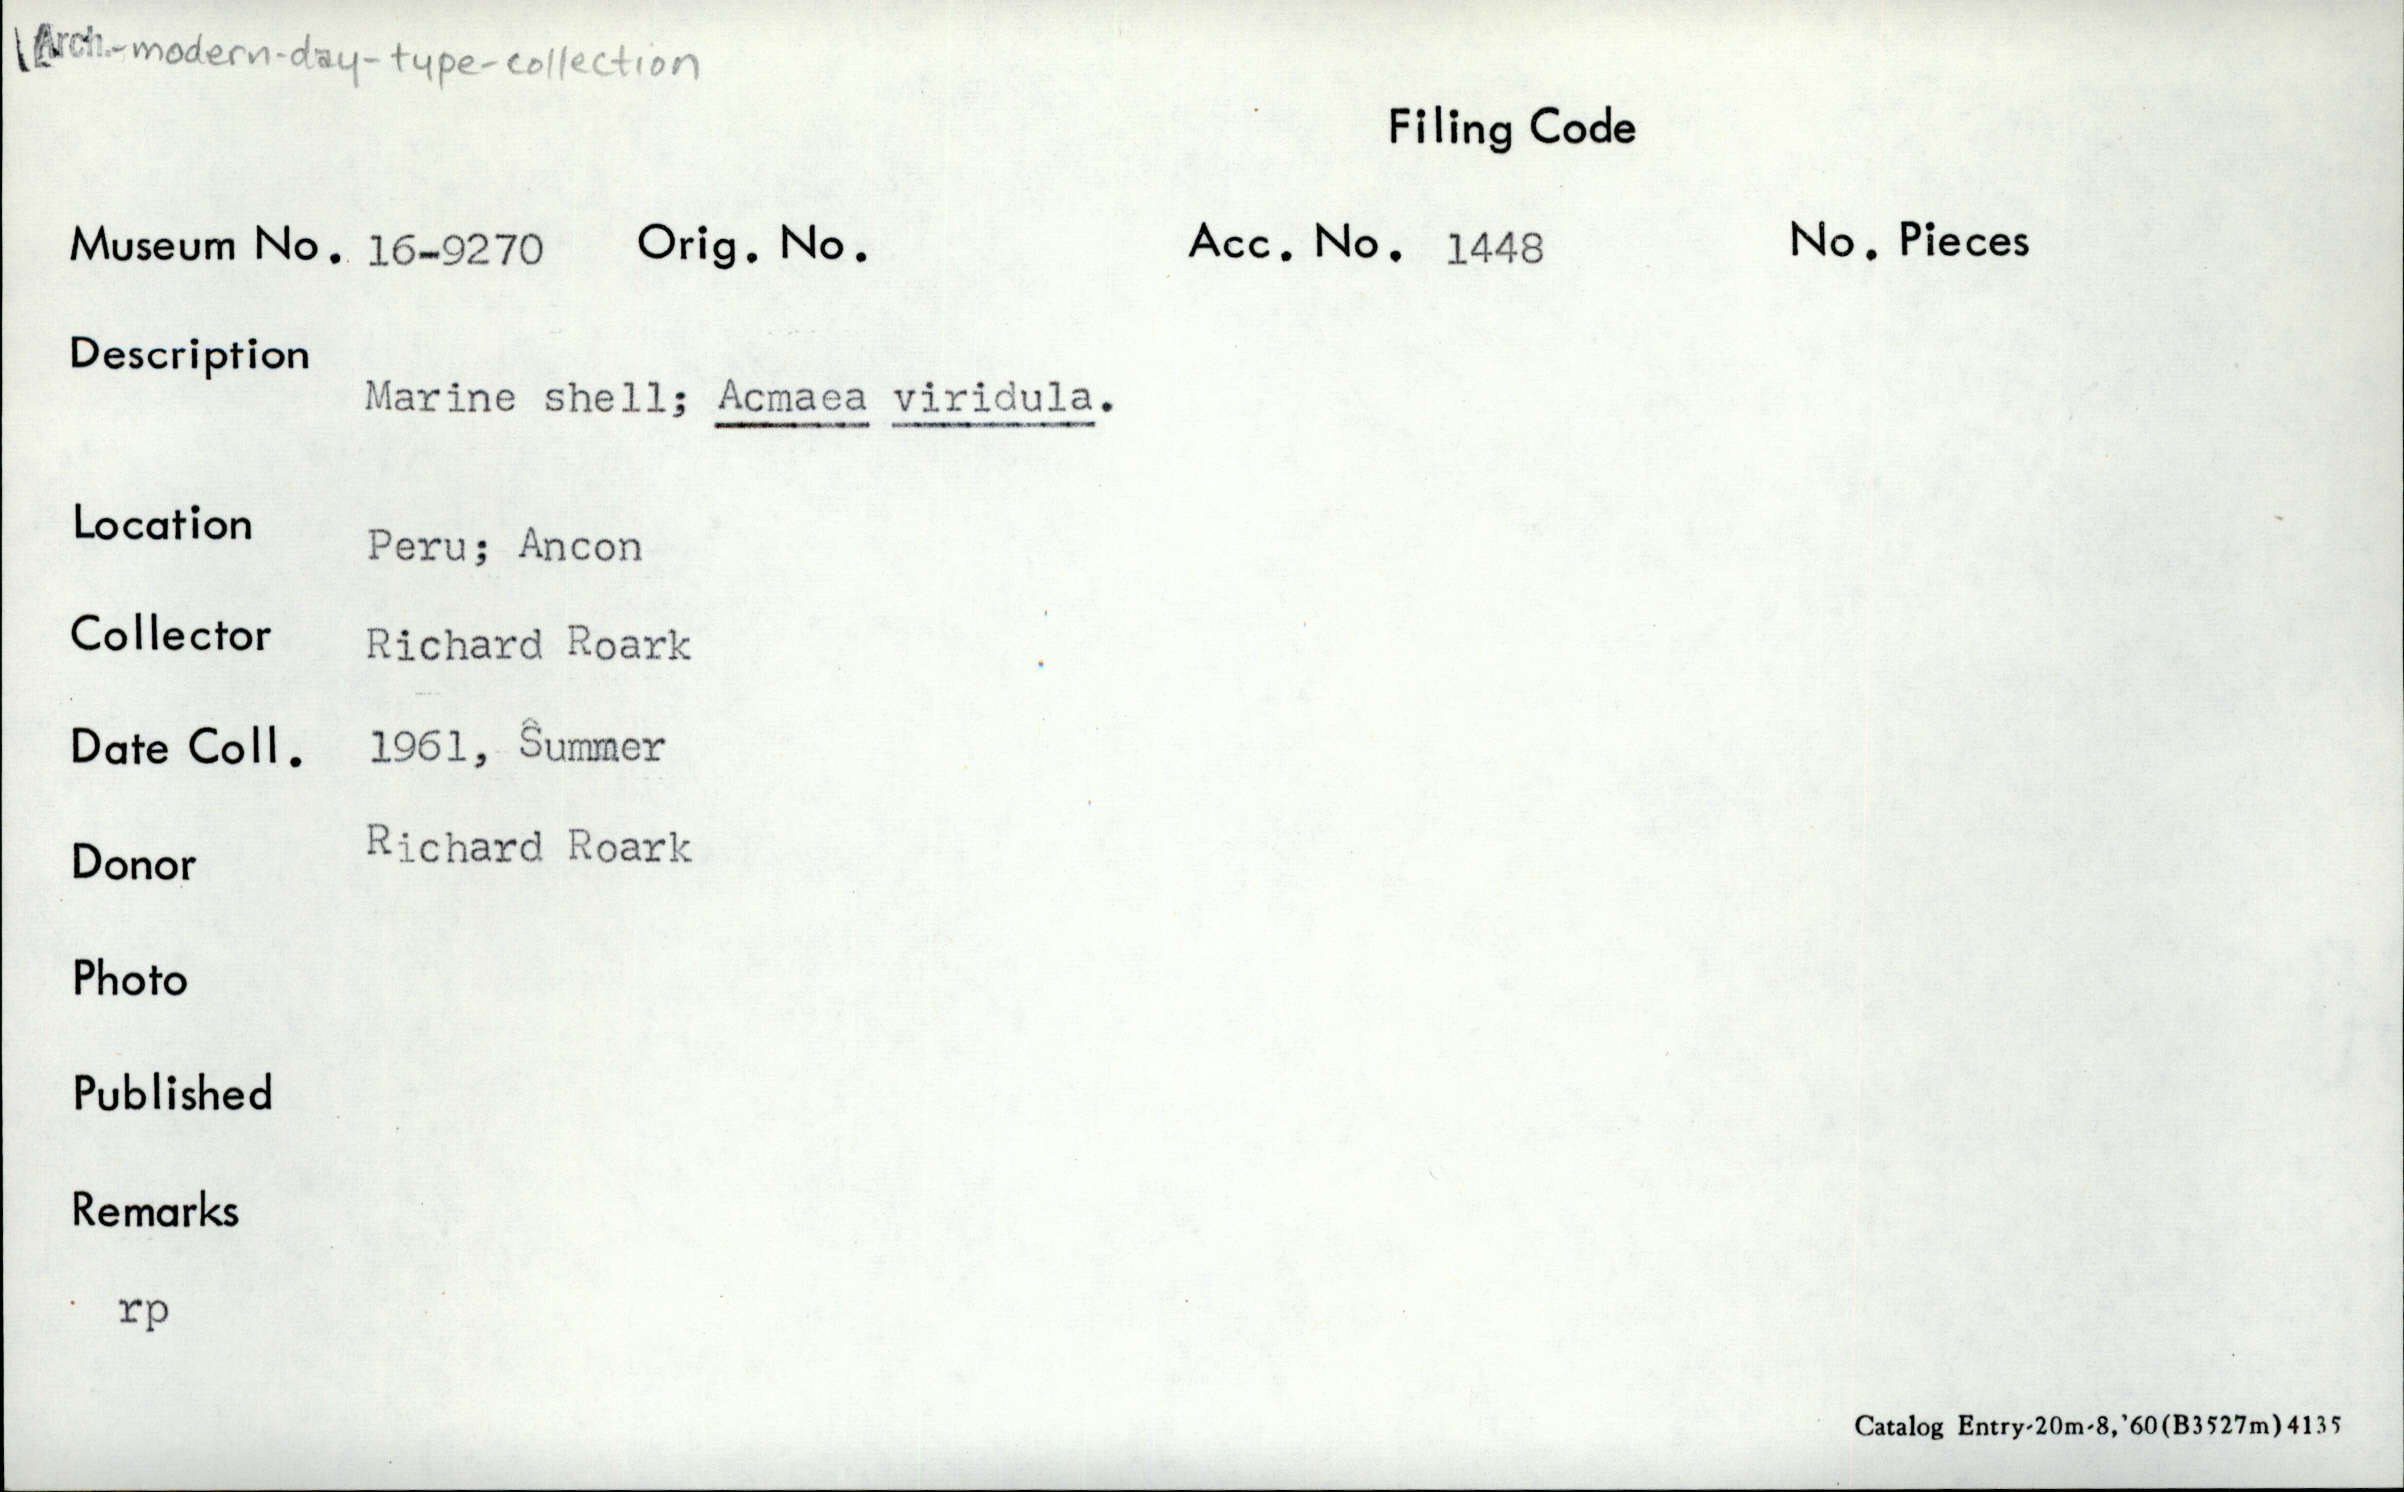 Arch.-modern-day-type-collection
Filing Code
Museum No. 16-9270 Orig. No. Acc. No. 1448 No. Pieces
Description
Marine shell; Acmaea viridula.
Location Peru; Ancon
Collector Richard Roark
Date Coll. 1961, Summer
Donor Richard Roark
Photo
Published
Remarks
rp
Catalog Entry-20m-8,'60(B3527m)4135